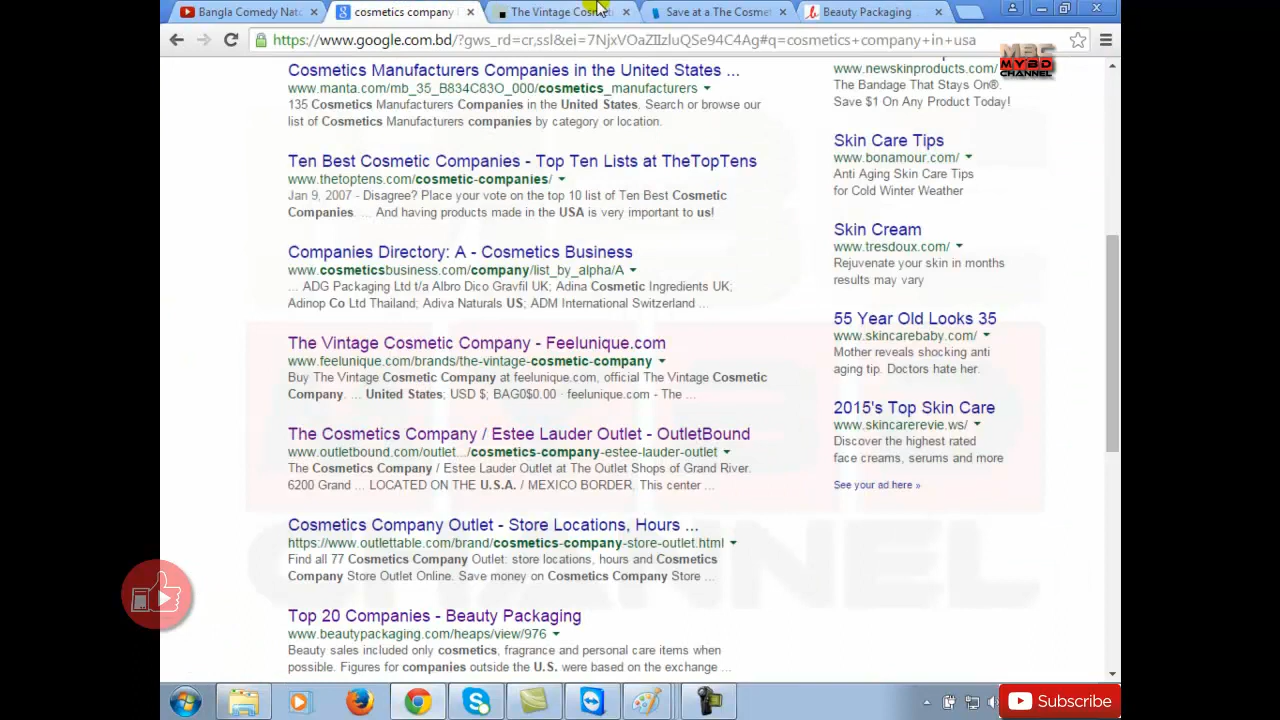 Bangla Comedy Nato
cosmetics company i
The Vintage Cosm
Save at a The Cosmet
Beauty Packaging
https://www.google.com.bd/?gws_rd=cr,ssl&ei=7NjxVOaZIIzluQSe94C4Ag#q=cosmetics+company+in+usa
MBC
MYBD
CHANNEL
Cosmetics Manufacturers Companies in the United States ...
www.manta.com/mb_35_B834C83O_000/cosmetics_manufacturers
135 Cosmetics Manufacturers Companies in the United States. Search or browse our
list of Cosmetics Manufacturers companies by category or location.
Ten Best Cosmetic Companies - Top Ten Lists at TheTopTens
www.thetoptens.com/cosmetic-companies/
Jan 9, 2007 - Disagree? Place your vote on the top 10 list of Ten Best Cosmetic
Companies. ... And having products made in the USA is very important to us!
Companies Directory: A - Cosmetics Business
www.cosmeticsbusiness.com/company/list_by_alpha/A
... ADG Packaging Ltd t/a Albro Dico Gravfil UK; Adina Cosmetic Ingredients UK;
Adinop Co Ltd Thailand; Adiva Naturals US; ADM International Switzerland ...
The Vintage Cosmetic Company - Feelunique.com
www.feelunique.com/brands/the-vintage-cosmetic-company
Buy The Vintage Cosmetic Company at feelunique.com, official The Vintage Cosmetic
Company. ... United States; USD $; BAG0$0.00 · feelunique.com - The ...
The Cosmetics Company / Estee Lauder Outlet - OutletBound
www.outletbound.com/outlet.../cosmetics-company-estee-lauder-outlet
The Cosmetics Company / Estee Lauder Outlet at The Outlet Shops of Grand River.
6200 Grand ... LOCATED ON THE U.S.A. / MEXICO BORDER. This center ...
Cosmetics Company Outlet - Store Locations, Hours ...
https://www.outlettable.com/brand/cosmetics-company-store-outlet.html
Find all 77 Cosmetics Company Outlet: store locations, hours and Cosmetics
Company Store Outlet Online. Save money on Cosmetics Company Store ...
Top 20 Companies - Beauty Packaging
www.beautypackaging.com/heaps/view/976
Beauty sales included only cosmetics, fragrance and personal care items when
possible. Figures for companies outside the U.S. were based on the exchange ...
www.newskinproducts.com/
The Bandage That Stays On®.
Save $1 On Any Product Today!
Skin Care Tips
www.bonamour.com/
Anti Aging Skin Care Tips
for Cold Winter Weather
Skin Cream
www.tresdoux.com/
Rejuvenate your skin in months
results may vary
55 Year Old Looks 35
www.skincarebaby.com/
Mother reveals shocking anti
aging tip. Doctors hate her.
2015's Top Skin Care
www.skincarerevie.ws/
Discover the highest rated
face creams, serums and more
See your ad here »
CHANNEL
Subscribe